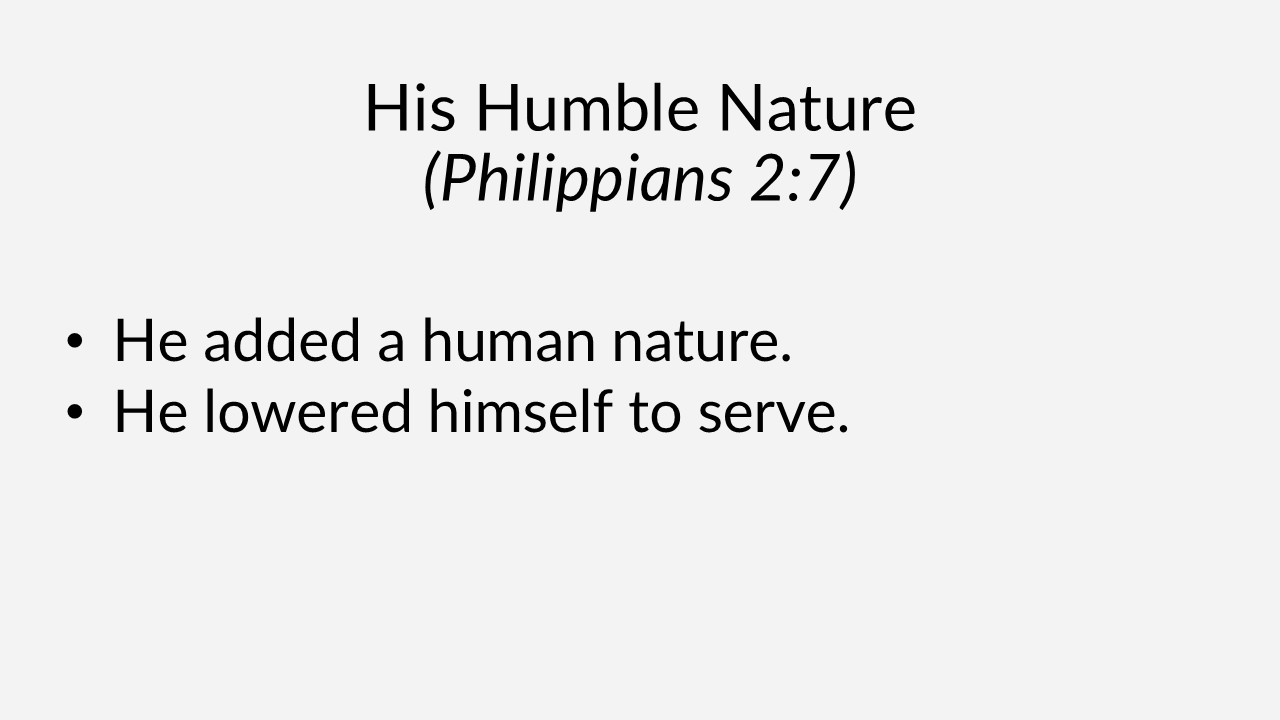 His Humble Nature
(Philippians 2:7)
• He added a human nature.
• He lowered himself to serve.